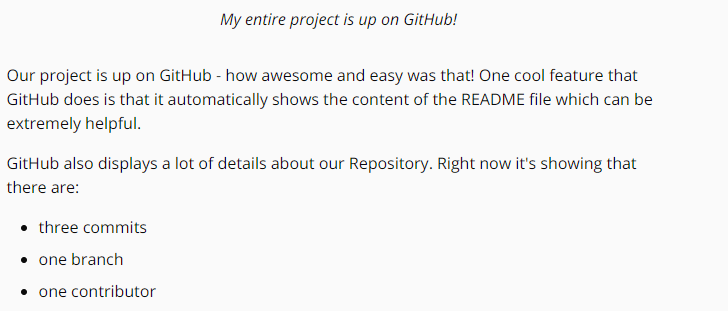 My entire project is up on GitHub!
Our project is up on GitHub - how awesome and easy was that! One cool feature that
GitHub does is that it automatically shows the content of the README file which can be
extremely helpful.
GitHub also displays a lot of details about our Repository. Right now it's showing that
there are:
• three commits
• one branch
• one contributor